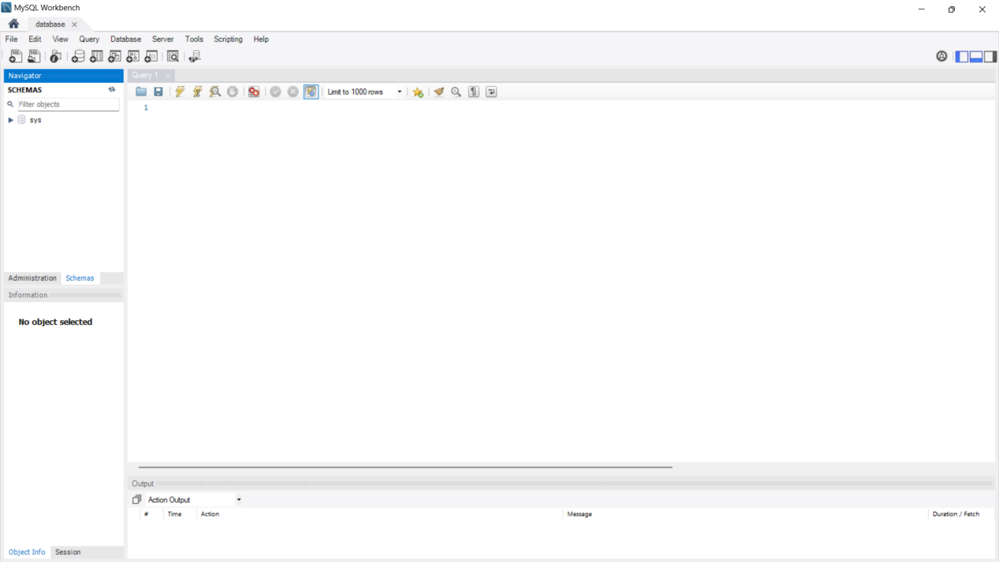 MySQL Workbench
database
File Edit View Query Database Server Tools Scripting Help
Navigator
SCHEMAS
Filter objects
sys
Administration Schemas
Information
No object selected
Object Info Session
Query 1
Limit to 1000 rows
1
Output
Action Output
# Time Action Message Duration / Fetch